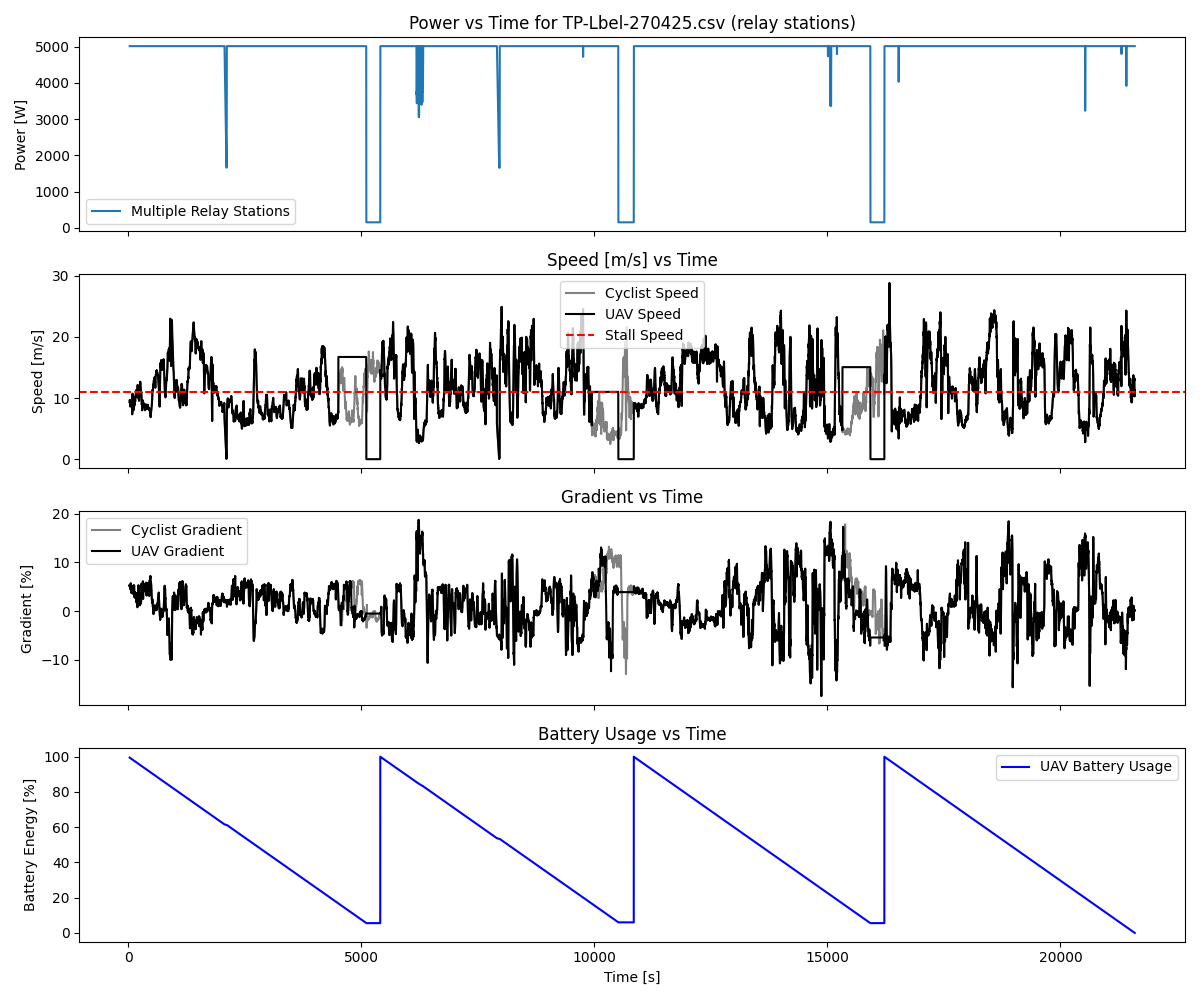 Power vs Time for TP-Lbel-270425.csv (relay stations)
5000
4000
3000
2000
1000
0
Power [W]
Multiple Relay Stations
Speed [m/s] vs Time
30
20
10
0
Speed [m/s]
Cyclist Speed
UAV Speed
Stall Speed
Gradient vs Time
20
10
0
−10
Gradient [%]
Cyclist Gradient
UAV Gradient
Battery Usage vs Time
100
80
60
40
20
0
Battery Energy [%]
UAV Battery Usage
0 5000 10000 15000 20000
Time [s]